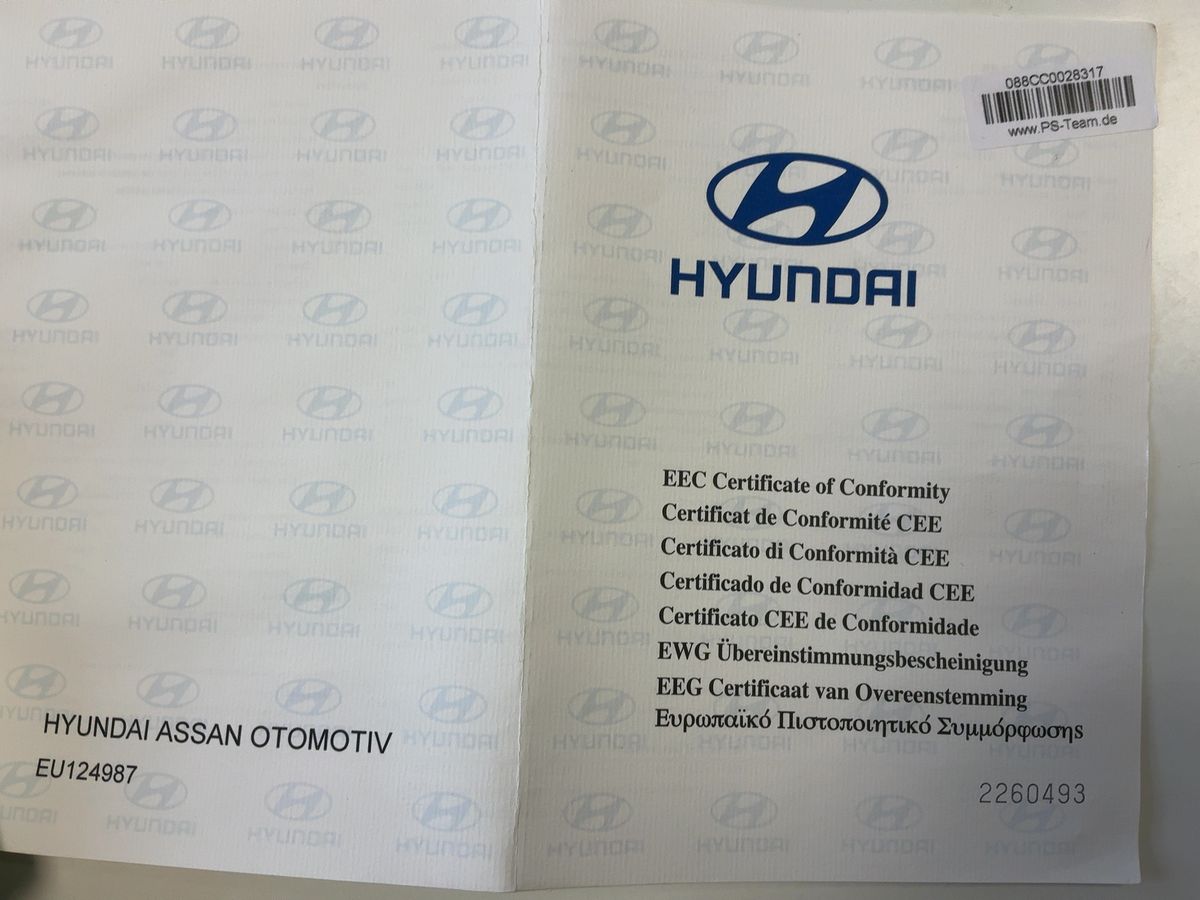 088CC0028317
www.PS-Team.de
HYUNDAI
EEC Certificate of Conformity
Certificat de Conformité CEE
Certificato di Conformità CEE
Certificado de Conformidad CEE
Certificato CEE de Conformidade
EWG Übereinstimmungsbescheinigung
EEG Certificaat van Overeenstemming
Ευρωπαϊκό Πιστοποιητικό Συμμόρφωσης
2260493
HYUNDAI ASSAN OTOMOTIV
EU124987